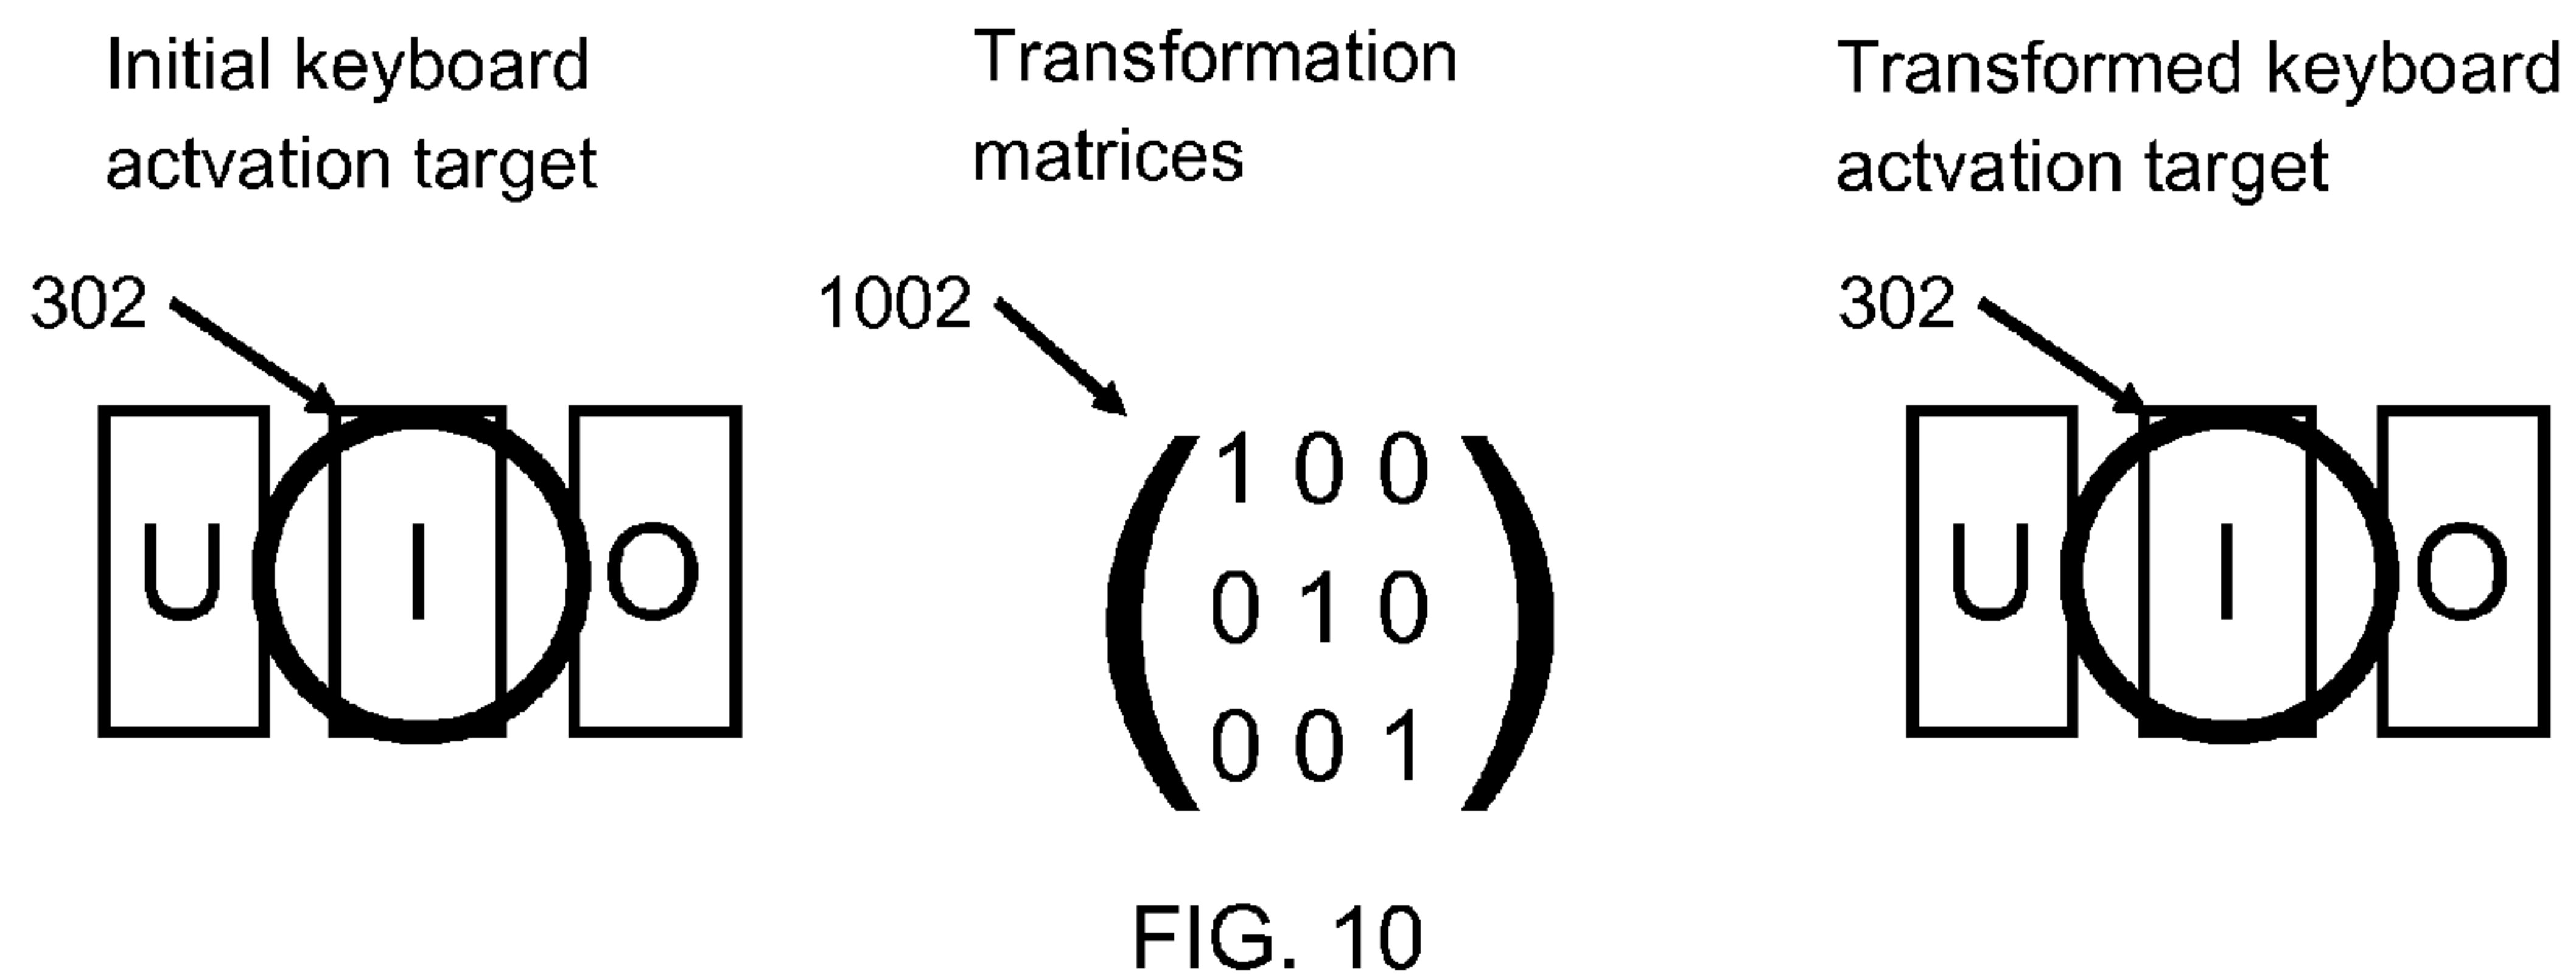 Initial keyboard
actvation target
Transformation
matrices
Transformed keyboard
actvation target
302
1002
302
U I O
1 0 0
0 1 0
0 0 1
U I O
FIG. 10